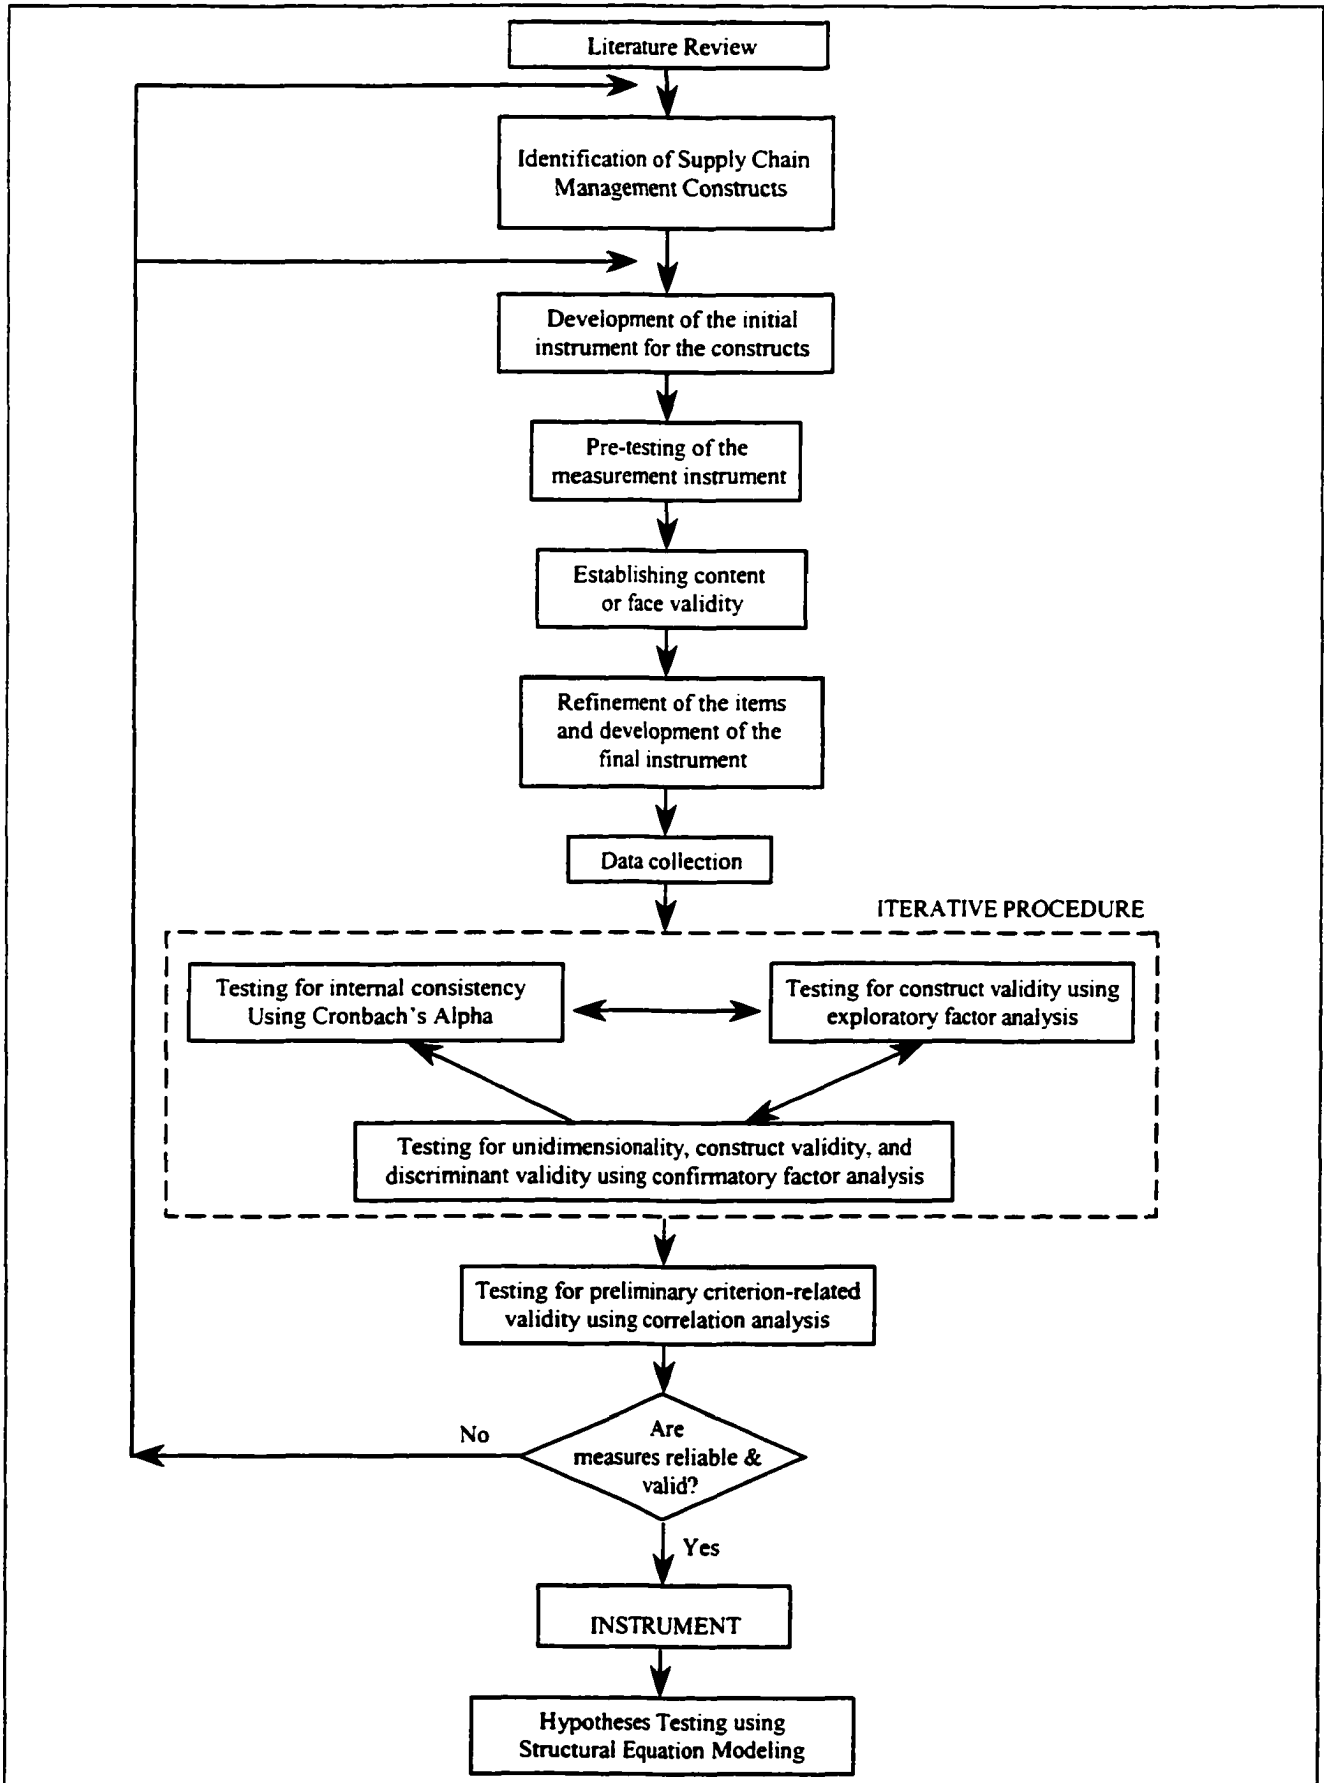 Literature Review
Identification of Supply Chain
Management Constructs
Development of the initial
instrument for the constructs
Pre-testing of the
measurement instrument
Establishing content
or face validity
Refinement of the items
and development of the
final instrument
Data collection
ITERATIVE PROCEDURE
Testing for internal consistency
Using Cronbach's Alpha
Testing for construct validity using
exploratory factor analysis
Testing for unidimensionality, construct validity, and
discriminant validity using confirmatory factor analysis
Testing for preliminary criterion-related
validity using correlation analysis
No
Are
measures reliable &
valid?
Yes
INSTRUMENT
Hypotheses Testing using
Structural Equation Modeling